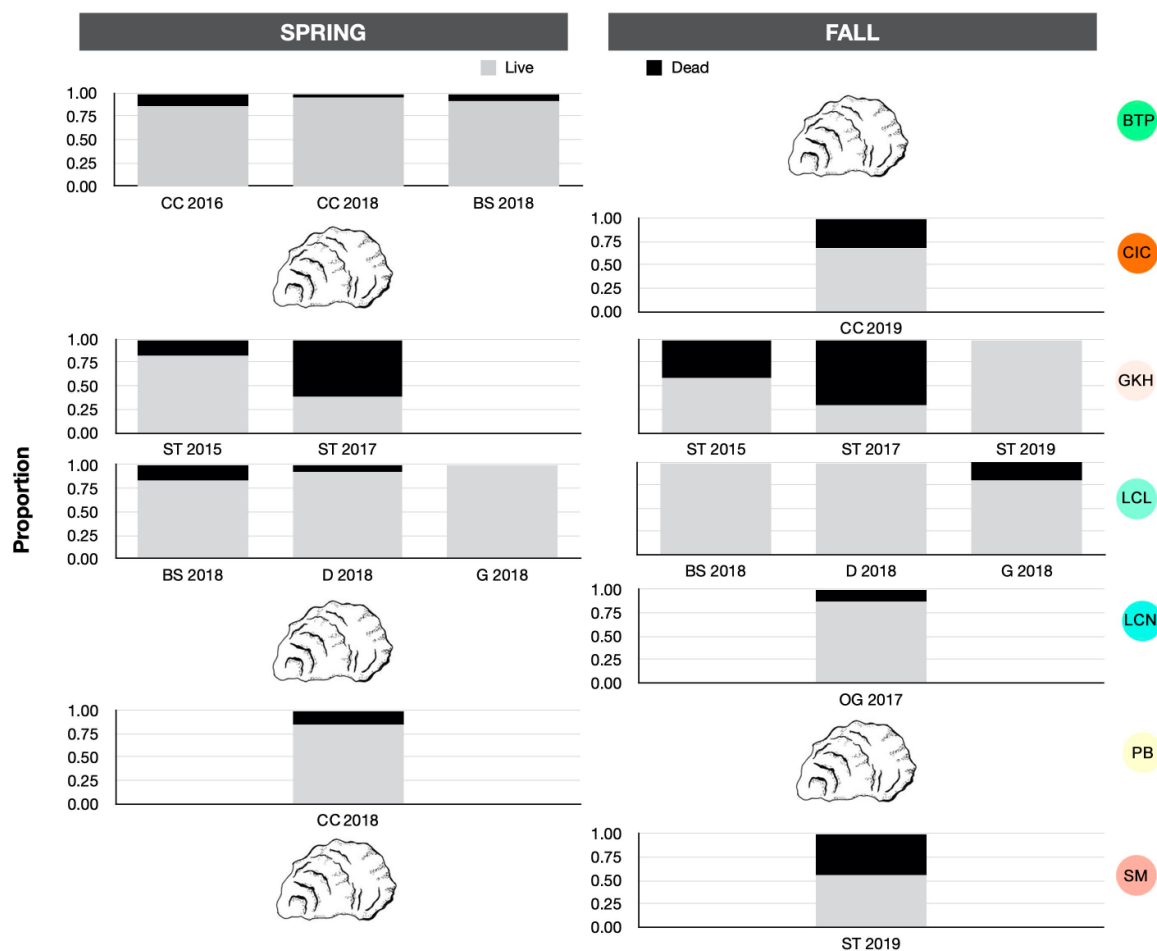 SPRING
FALL
Live
Dead
1.00
0.75
0.50
0.25
0.00
CC 2016
CC 2018
BS 2018
BTP
1.00
0.75
0.50
0.25
0.00
CC 2019
CIC
1.00
0.75
0.50
0.25
0.00
ST 2015
ST 2017
ST 2015
ST 2017
ST 2019
GKH
Proportion
1.00
0.75
0.50
0.25
0.00
BS 2018
D 2018
G 2018
BS 2018
D 2018
G 2018
LCL
1.00
0.75
0.50
0.25
0.00
OG 2017
LCN
1.00
0.75
0.50
0.25
0.00
CC 2018
PB
1.00
0.75
0.50
0.25
0.00
ST 2019
SM